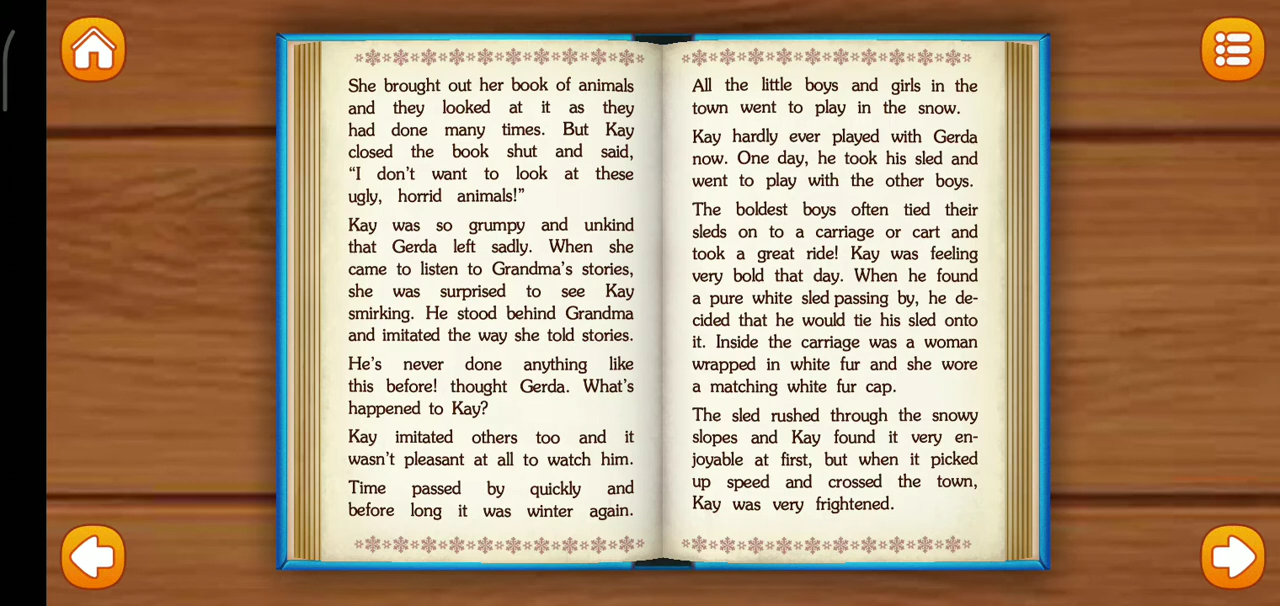 She brought out her book of animals
and they looked at it as they
had done many times. But Kay
closed the book shut and said,
“I don’t want to look at these
ugly, horrid animals!”
Kay was so grumpy and unkind
that Gerda left sadly. When she
came to listen to Grandma’s stories,
she was surprised to see Kay
smirking. He stood behind Grandma
and imitated the way she told stories.
He’s never done anything like
this before! thought Gerda. What’s
happened to Kay?
Kay imitated others too and it
wasn’t pleasant at all to watch him.
Time passed by quickly and
before long it was winter again.
All the little boys and girls in the
town went to play in the snow.
Kay hardly ever played with Gerda
now. One day, he took his sled and
went to play with the other boys.
The boldest boys often tied their
sleds on to a carriage or cart and
took a great ride! Kay was feeling
very bold that day. When he found
a pure white sled passing by, he de-
cided that he would tie his sled onto
it. Inside the carriage was a woman
wrapped in white fur and she wore
a matching white fur cap.
The sled rushed through the snowy
slopes and Kay found it very en-
joyable at first, but when it picked
up speed and crossed the town,
Kay was very frightened.